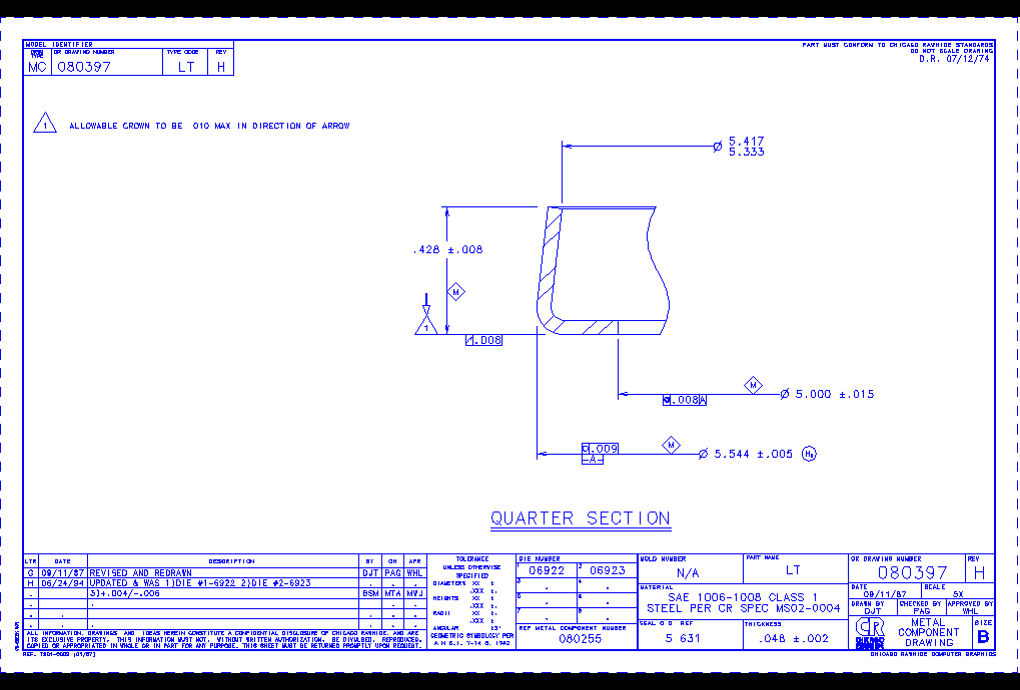 MODEL IDENTIFIER
CR DRAWING NUMBER TYPE CODE REV
MC 080397 LT H
PART MUST CONFORM TO CHICAGO RAWHIDE STANDARDS
DO NOT SCALE DRAWING
D.R. 07/12/74
1 ALLOWABLE CROWN TO BE .010 MAX IN DIRECTION OF ARROW
Ø 5.417
5.333
.428 ±.008
M
1
.008
M
.008 A
Ø 5.000 ±.015
.009
-A-
M
Ø 5.544 ±.005
QUARTER SECTION
LTR DATE DESCRIPTION BY CH APR
G 09/11/87 REVISED AND REDRAWN DJT PAG WHL
H 06/24/94 UPDATED & WAS 1)DIE #1-6922 2)DIE #2-6923
3)+.004/-.006 BSM MTA MWJ
ALL INFORMATION, DRAWINGS AND IDEAS HEREIN CONSTITUTE A CONFIDENTIAL DISCLOSURE OF CHICAGO RAWHIDE, AND ARE
ITS EXCLUSIVE PROPERTY. THIS INFORMATION MUST NOT, WITHOUT WRITTEN AUTHORIZATION, BE DIVULGED, REPRODUCED,
COPIED OR APPROPRIATED IN WHOLE OR IN PART FOR ANY PURPOSE. THIS SHEET MUST BE RETURNED PROMPTLY UPON REQUEST.
TOLERANCE
UNLESS OTHERWISE
SPECIFIED
DIAMETERS .XX ±
.XXX ±.
HEIGHTS .XX ±
.XXX ±.
RADII .XX ±
.XXX ±.
ANGULAR ±3°
GEOMETRIC SYMBOLOGY PER
A.N.S.I. Y-14.5, 1982
DIE NUMBER
1 06922 2 06923
3 4
5 6
7 8
REF METAL COMPONENT NUMBER
080255
MOLD NUMBER
N/A
PART NAME
LT
MATERIAL
SAE 1006-1008 CLASS 1
STEEL PER CR SPEC MS02-0004
SEAL O.D. REF
5.631
THICKNESS
.048 ±.002
CR DRAWING NUMBER REV
080397 H
DATE SCALE
09/11/87 5X
DRAWN BY CHECKED BY APPROVED BY
DJT PAG WHL
CR
CHICAGO
RAWHIDE
METAL
COMPONENT
DRAWING
SIZE
B
CHICAGO RAWHIDE COMPUTER GRAPHICS